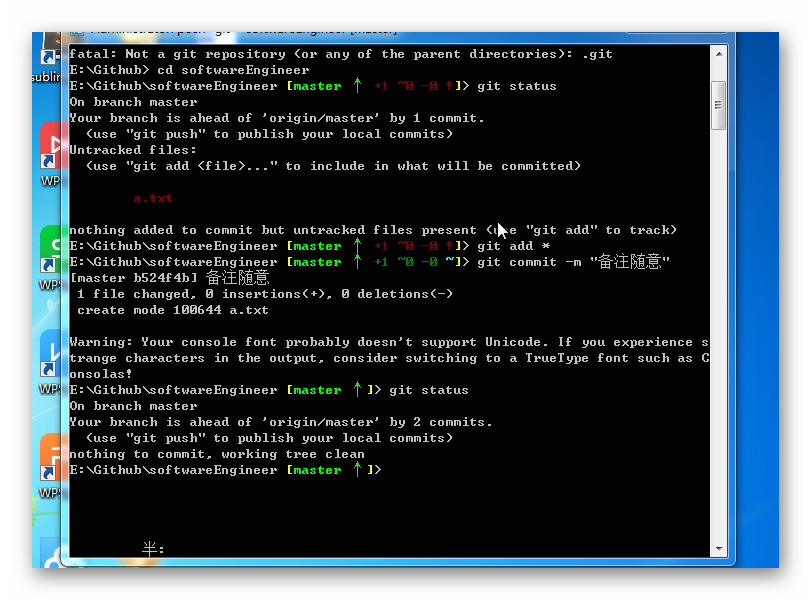 fatal: Not a git repository (or any of the parent directories): .git
E:\Github> cd softwareEngineer
E:\Github\softwareEngineer [master ↑ +1 ~0 -0 !]> git status
On branch master
Your branch is ahead of 'origin/master' by 1 commit.
(use "git push" to publish your local commits)
Untracked files:
(use "git add <file>..." to include in what will be committed)
a.txt
nothing added to commit but untracked files present (use "git add" to track)
E:\Github\softwareEngineer [master ↑ +1 ~0 -0 !]> git add *
E:\Github\softwareEngineer [master ↑ +1 ~0 -0 ~]> git commit -m "备注随意"
[master b524f4b] 备注随意
1 file changed, 0 insertions(+), 0 deletions(-)
create mode 100644 a.txt
Warning: Your console font probably doesn't support Unicode. If you experience s
trange characters in the output, consider switching to a TrueType font such as C
onsolas!
E:\Github\softwareEngineer [master ↑]> git status
On branch master
Your branch is ahead of 'origin/master' by 2 commits.
(use "git push" to publish your local commits)
nothing to commit, working tree clean
E:\Github\softwareEngineer [master ↑]>
半:
sublin
WP
WP
WP
WP